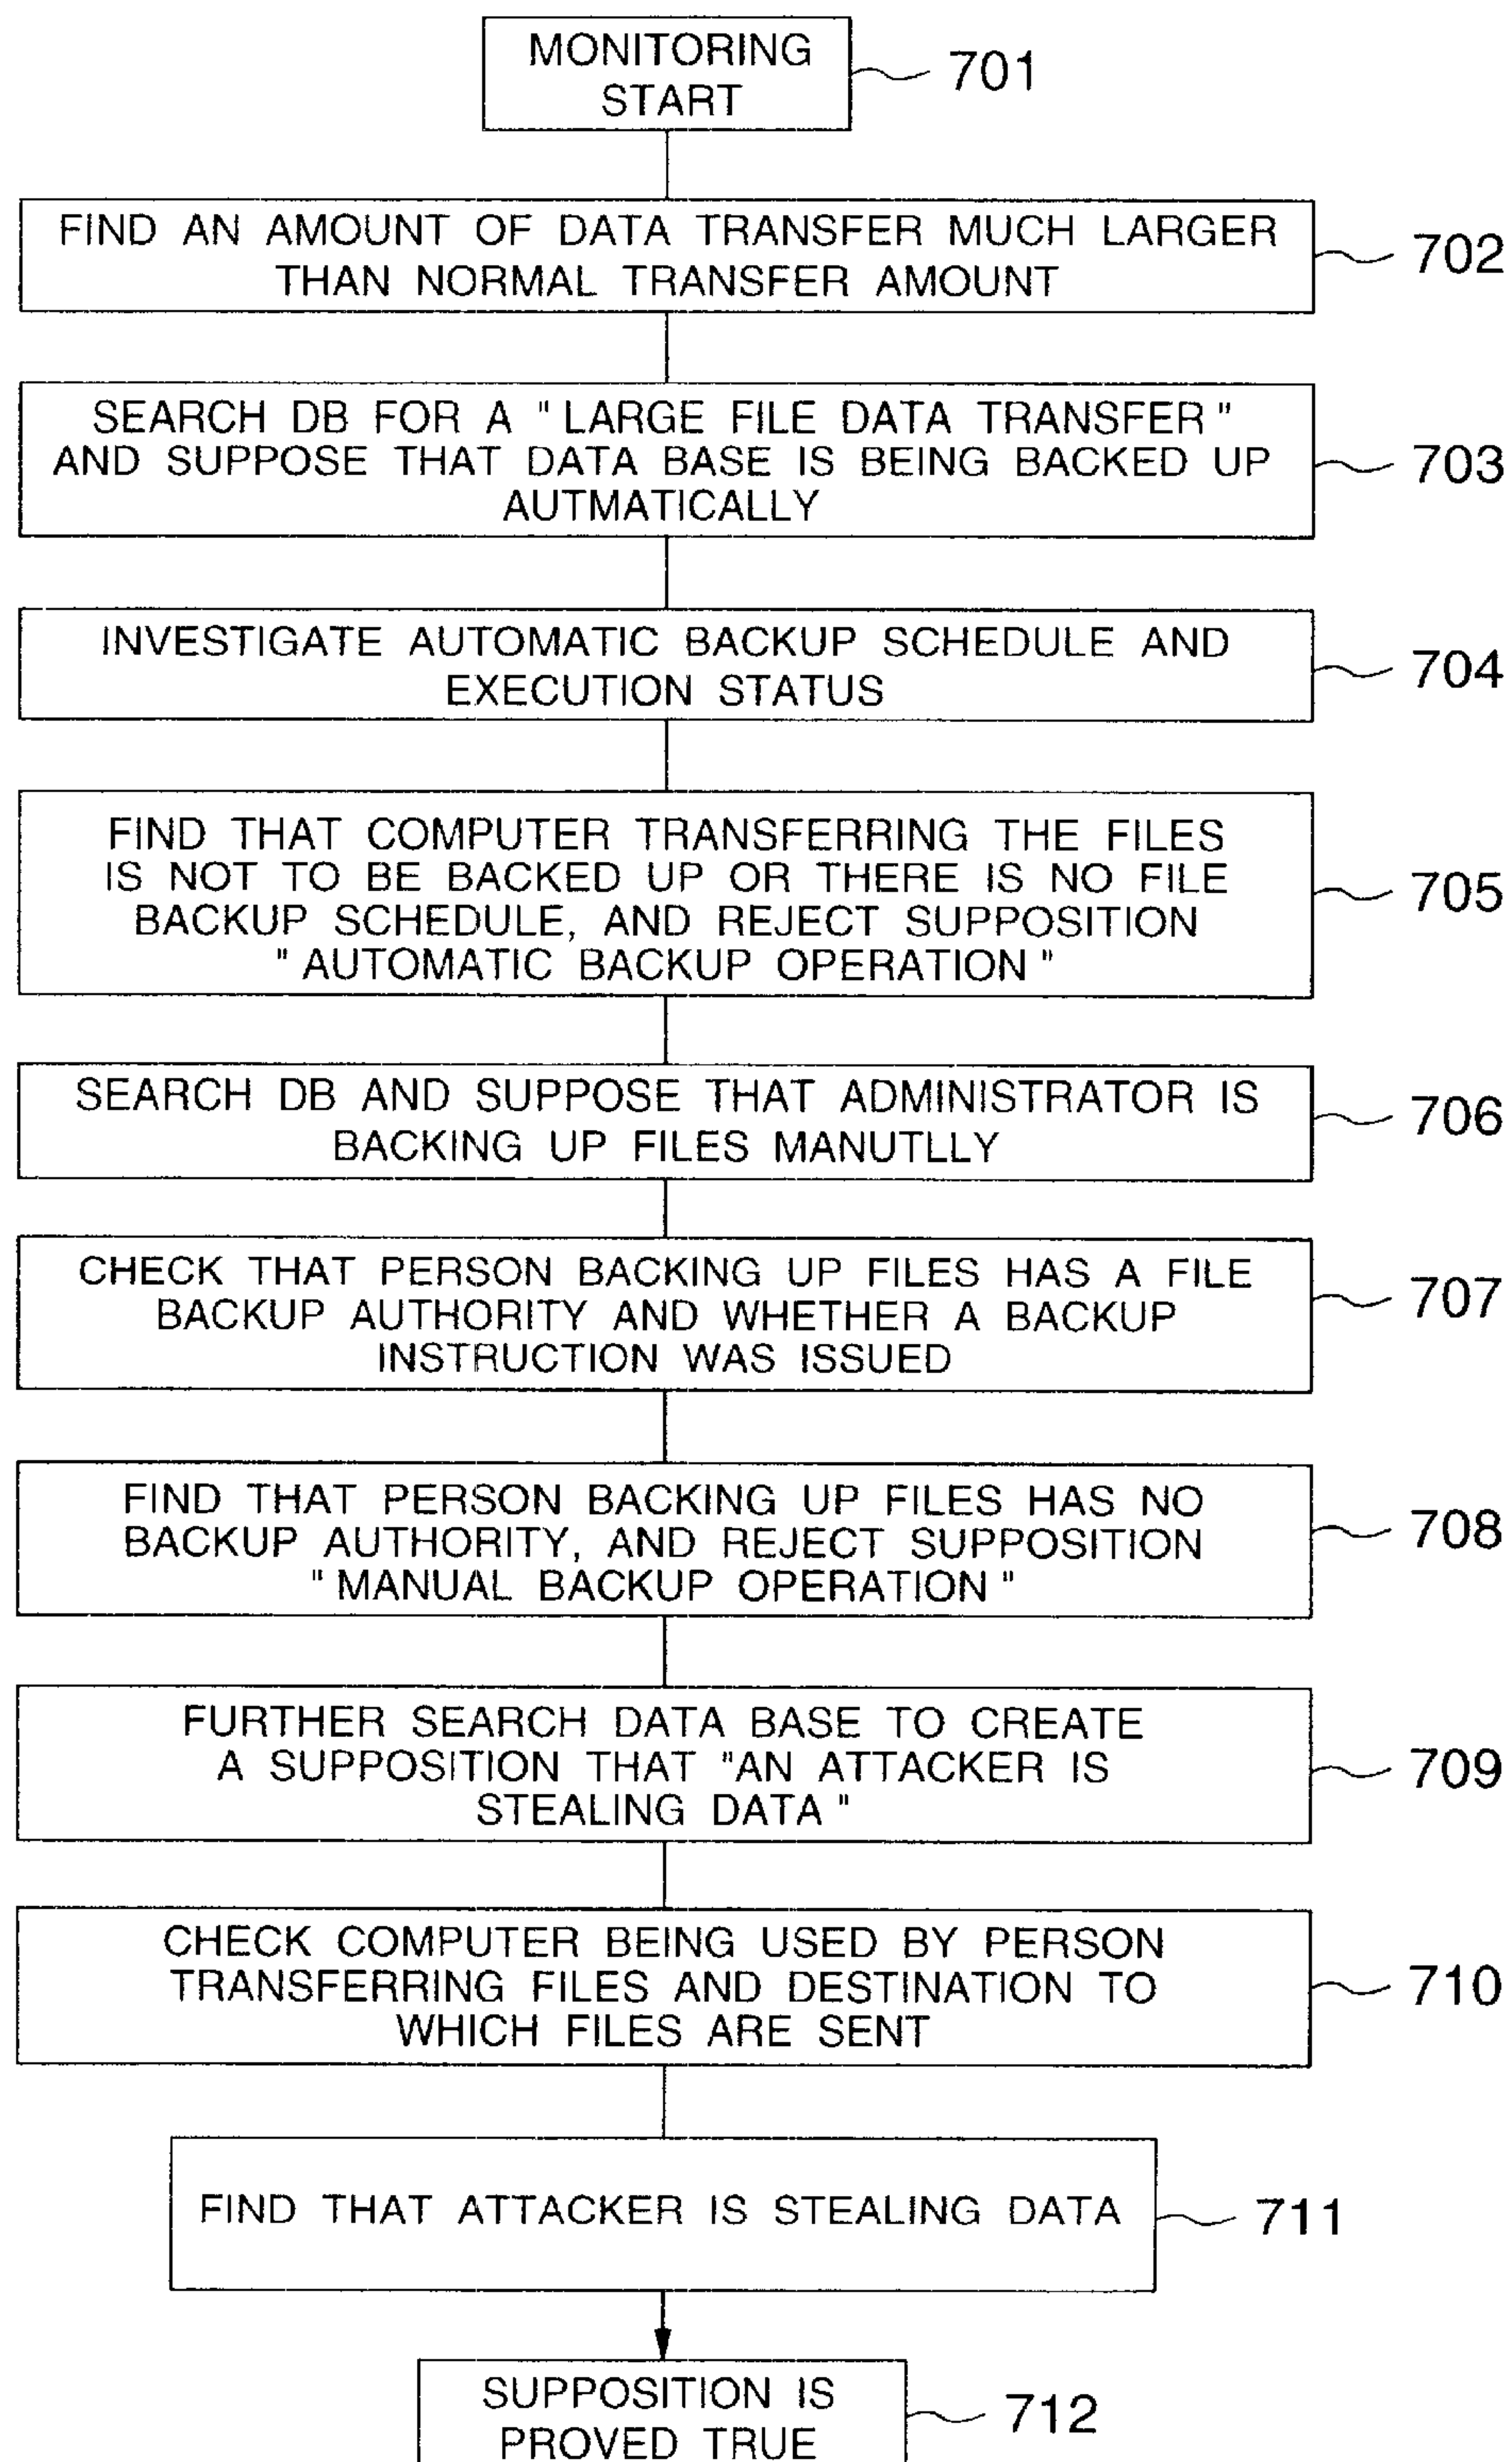 MONITORING
START
701
FIND AN AMOUNT OF DATA TRANSFER MUCH LARGER
THAN NORMAL TRANSFER AMOUNT
702
SEARCH DB FOR A "LARGE FILE DATA TRANSFER"
AND SUPPOSE THAT DATA BASE IS BEING BACKED UP
AUTMATICALLY
703
INVESTIGATE AUTOMATIC BACKUP SCHEDULE AND
EXECUTION STATUS
704
FIND THAT COMPUTER TRANSFERRING THE FILES
IS NOT TO BE BACKED UP OR THERE IS NO FILE
BACKUP SCHEDULE, AND REJECT SUPPOSITION
"AUTOMATIC BACKUP OPERATION"
705
SEARCH DB AND SUPPOSE THAT ADMINISTRATOR IS
BACKING UP FILES MANUTLLY
706
CHECK THAT PERSON BACKING UP FILES HAS A FILE
BACKUP AUTHORITY AND WHETHER A BACKUP
INSTRUCTION WAS ISSUED
707
FIND THAT PERSON BACKING UP FILES HAS NO
BACKUP AUTHORITY, AND REJECT SUPPOSITION
"MANUAL BACKUP OPERATION"
708
FURTHER SEARCH DATA BASE TO CREATE
A SUPPOSITION THAT "AN ATTACKER IS
STEALING DATA"
709
CHECK COMPUTER BEING USED BY PERSON
TRANSFERRING FILES AND DESTINATION TO
WHICH FILES ARE SENT
710
FIND THAT ATTACKER IS STEALING DATA
711
SUPPOSITION IS
PROVED TRUE
712